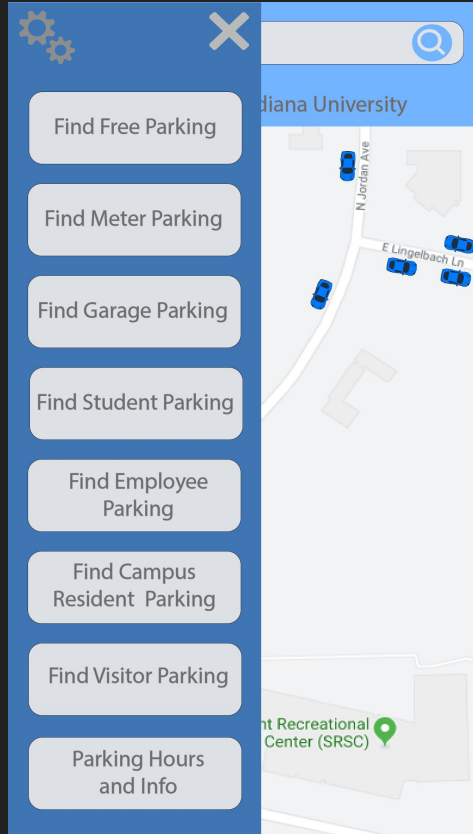 diana University
Find Free Parking
Find Meter Parking
Find Garage Parking
Find Student Parking
Find Employee
Parking
Find Campus
Resident Parking
Find Visitor Parking
Parking Hours
and Info
N Jordan Ave
E Lingelbach Ln
nt Recreational
Center (SRSC)